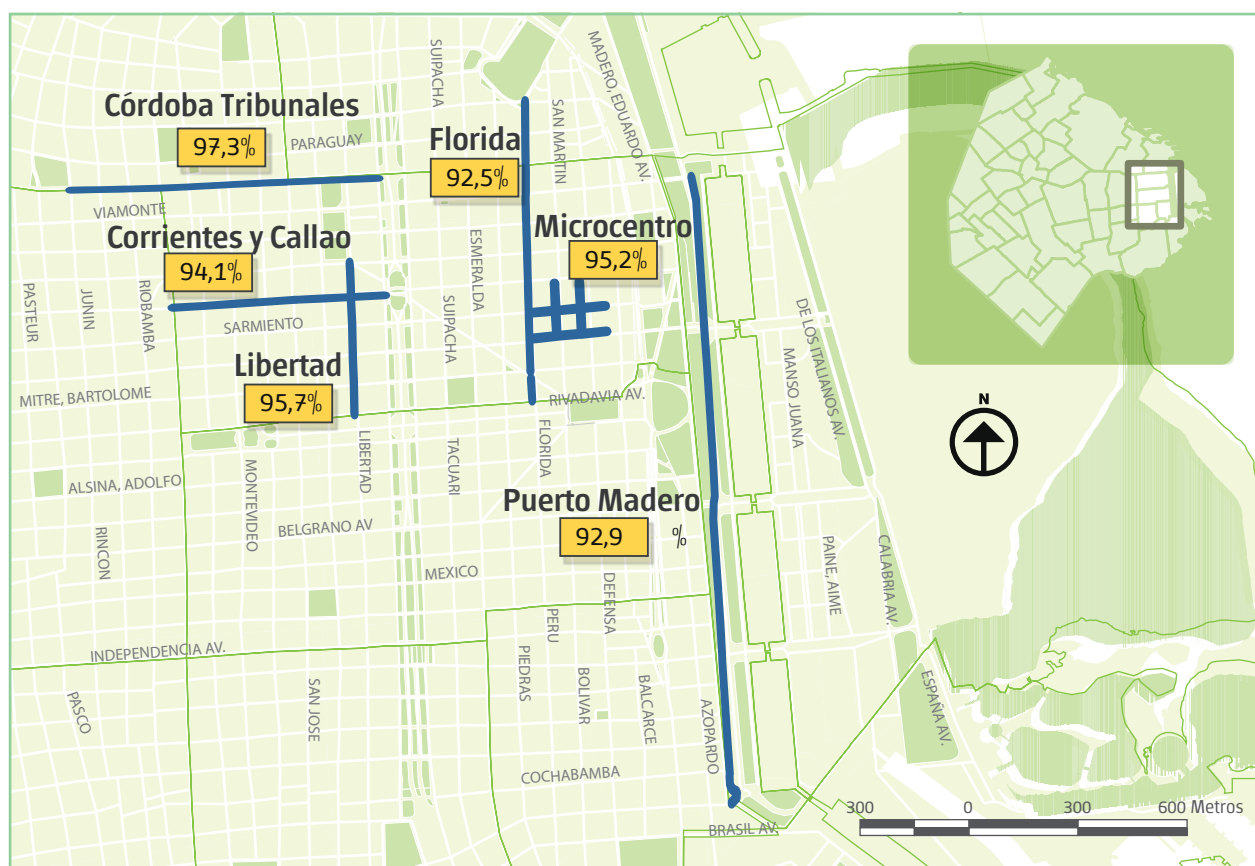 SUIPACHA
MADERO, EDUARDO AV.
Córdoba Tribunales
97,3%
PARAGUAY
Florida
92,5%
SAN MARTIN
VIAMONTE
Corrientes y Callao
94,1%
ESMERALDA
Microcentro
95,2%
PASTEUR
JUNIN
RIOBAMBA
SARMIENTO
SUIPACHA
DE LOS ITALIANOS AV.
MANSO JUANA
Libertad
95,7%
MITRE, BARTOLOME
RIVADAVIA AV.
N
ALSINA, ADOLFO
MONTEVIDEO
LIBERTAD
TACUARI
FLORIDA
RINCON
BELGRANO AV
Puerto Madero
92,9 %
MEXICO
DEFENSA
PAINE, AIME
CALABRIA AV.
PERU
INDEPENDENCIA AV.
PIEDRAS
BOLIVAR
BALCARCE
AZOPARDO
ESPAÑA AV.
PASCO
SAN JOSE
COCHABAMBA
BRASIL AV.
300 0 300 600 Metros